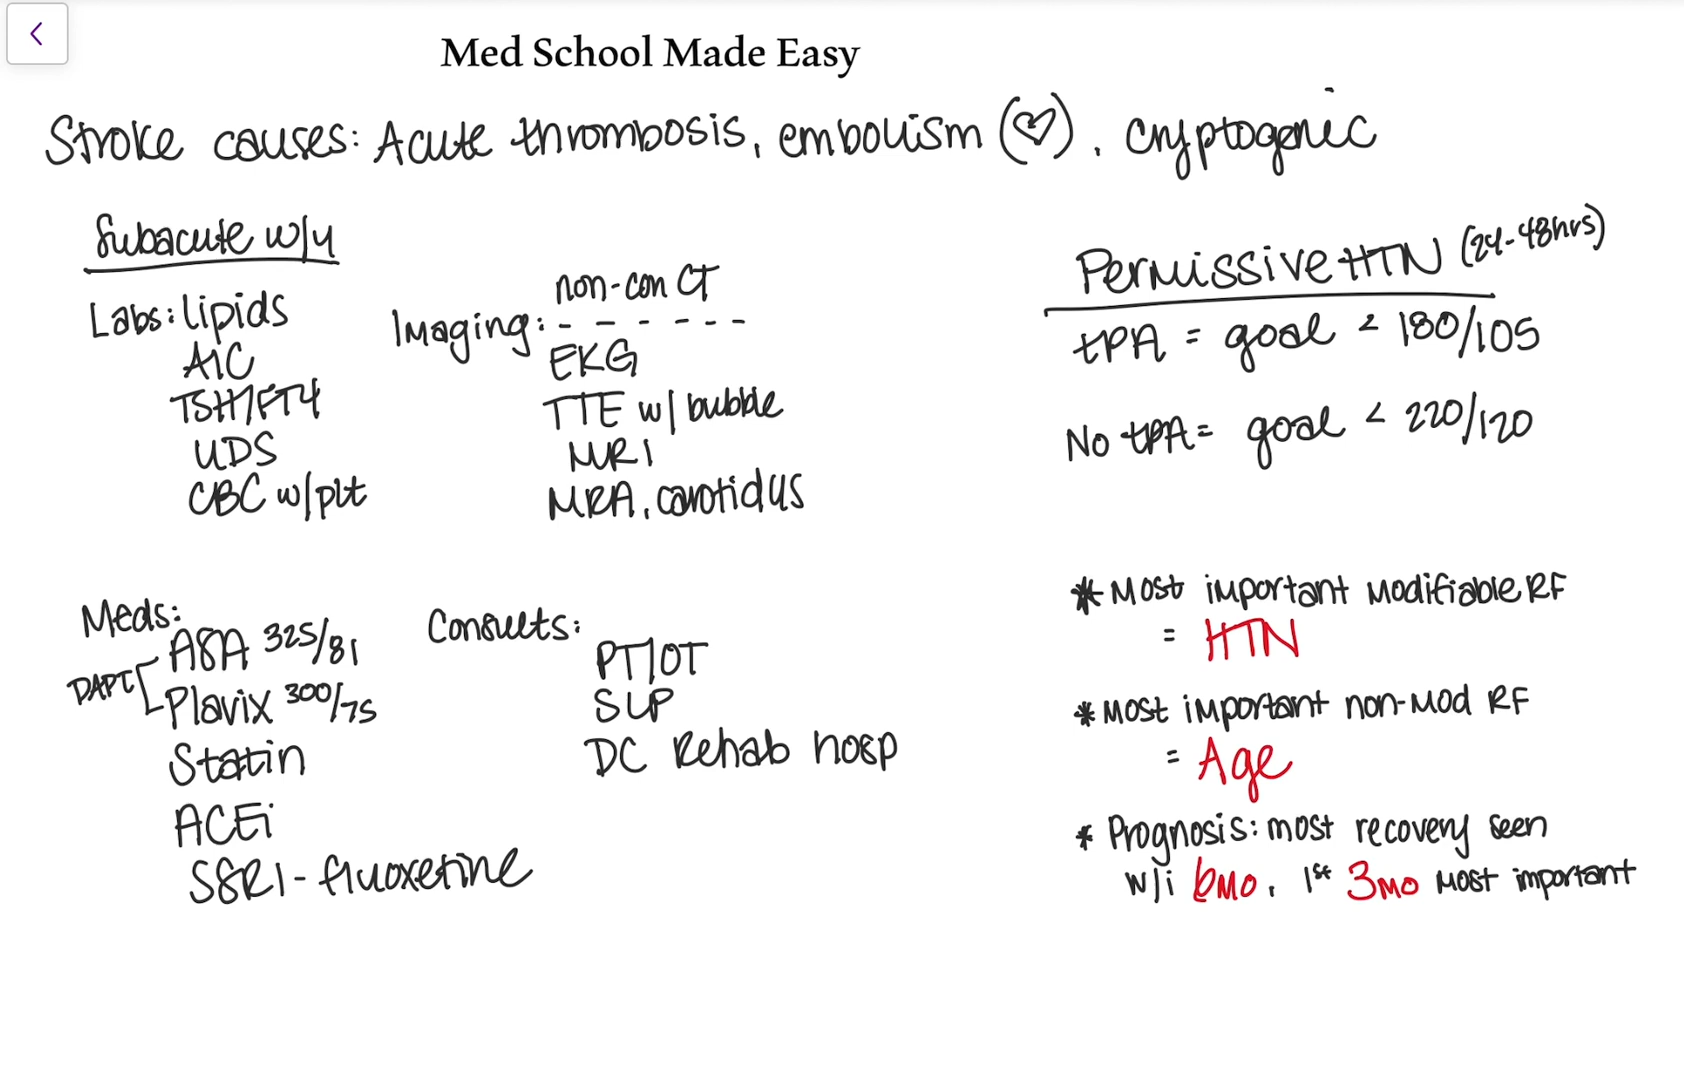 Med School Made Easy
Stroke causes: Acute thrombosis, embolism (♡), cryptogenic
Subacute w/u
Labs: lipids
A1C
TSH/FT4
UDS
CBC w/plt
Imaging: non-con CT
EKG
TTE w/ bubble
MRI
MRA, carotid us
Permissive HTN (24-48hrs)
tPA = goal < 180/105
No tPA = goal < 220/120
Meds:
DAPT [ ASA 325/81
Plavix 300/75
Statin
ACEi
SSRI - fluoxetine
Consults:
PT/OT
SLP
DC Rehab hosp
* Most important modifiable RF
= HTN
* Most important non-mod RF
= Age
* Prognosis: most recovery seen
w/i 6mo, 1st 3mo most important